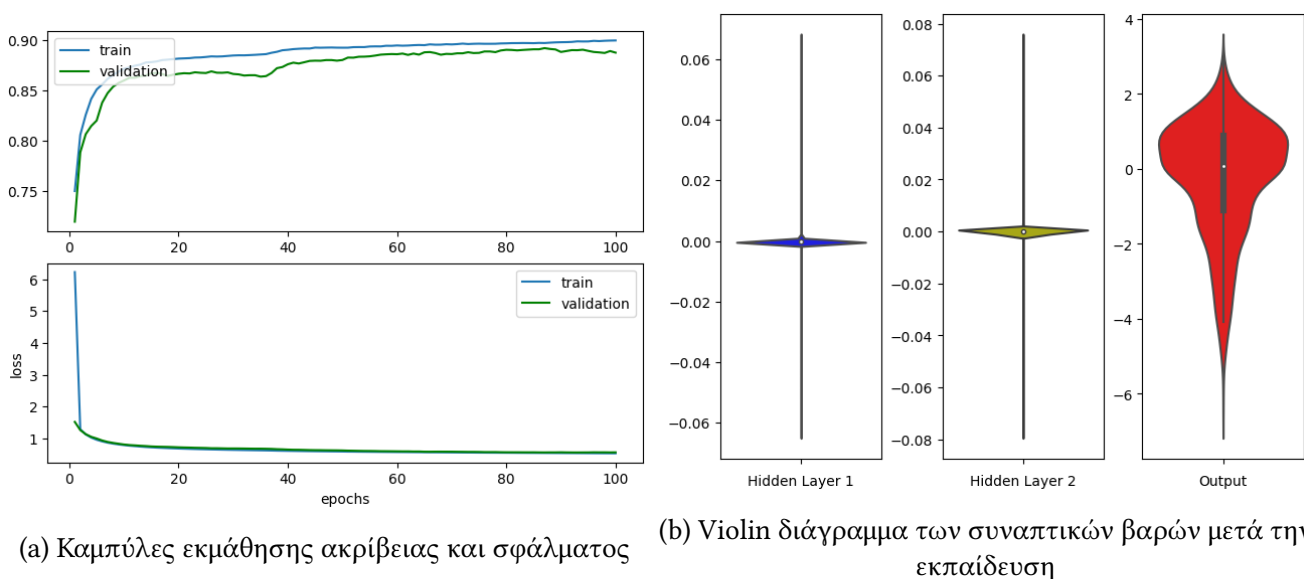 0.90
0.85
0.80
0.75
train
validation
0 20 40 60 80 100
6
5
4
3
2
1
loss
train
validation
0 20 40 60 80 100
epochs
(a) Καμπύλες εκμάθησης ακρίβειας και σφάλματος
0.06
0.04
0.02
0.00
−0.02
−0.04
−0.06
Hidden Layer 1
0.08
0.06
0.04
0.02
0.00
−0.02
−0.04
−0.06
−0.08
Hidden Layer 2
4
2
0
−2
−4
−6
Output
(b) Violin διάγραμμα των συναπτικών βαρών μετά την
εκπαίδευση